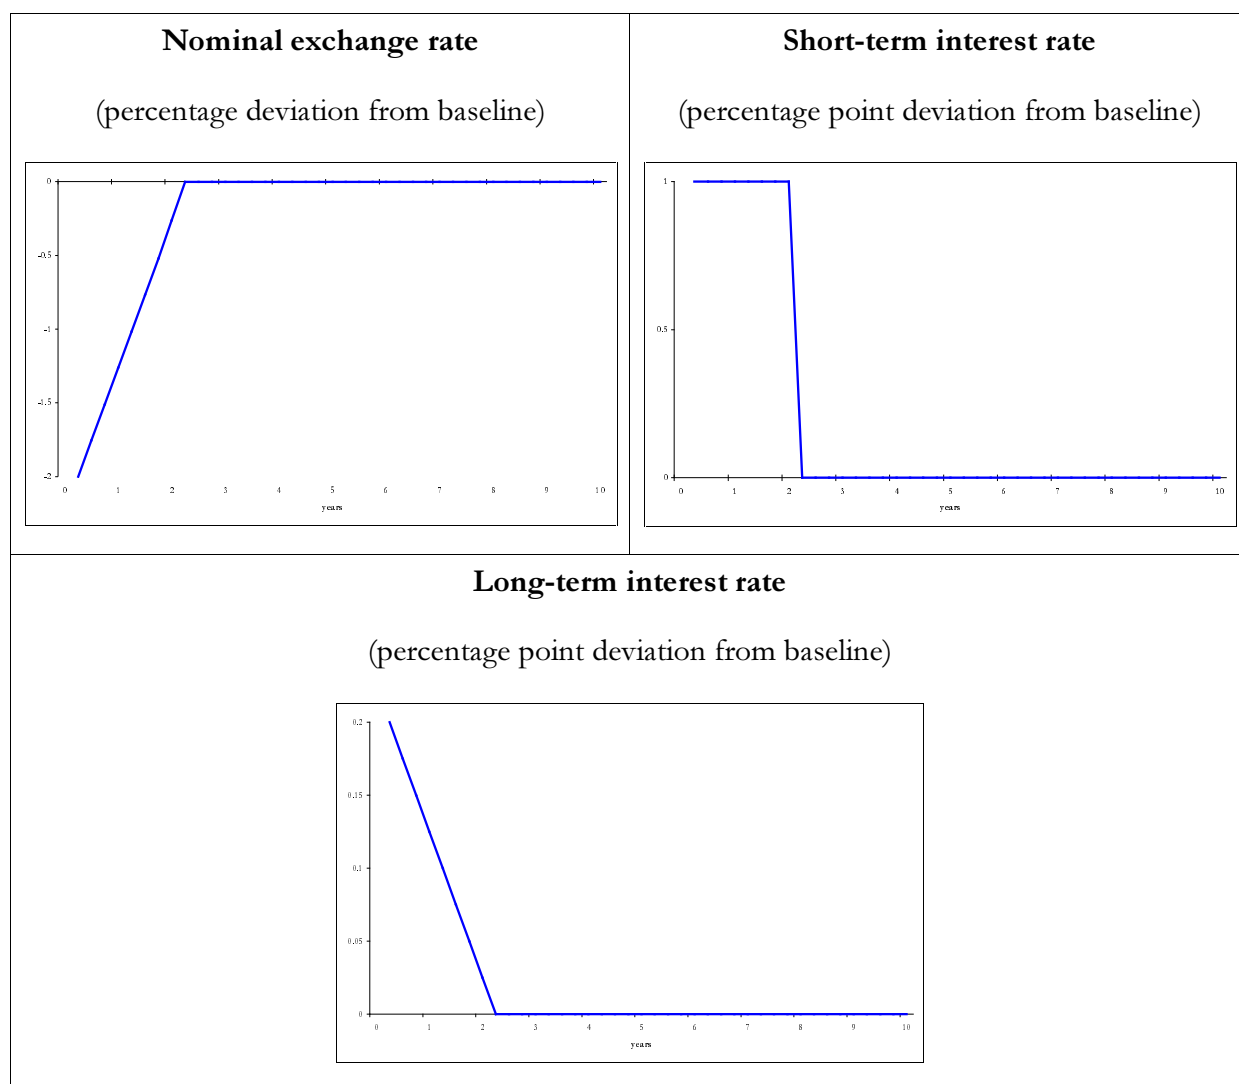 Nominal exchange rate
(percentage deviation from baseline)
0
-0.5
-1
-1.5
-2
0 1 2 3 4 5 6 7 8 9 10
years
Short-term interest rate
(percentage point deviation from baseline)
1
0.5
0
0 1 2 3 4 5 6 7 8 9 10
years
Long-term interest rate
(percentage point deviation from baseline)
0.2
0.15
0.1
0.05
0
0 1 2 3 4 5 6 7 8 9 10
years